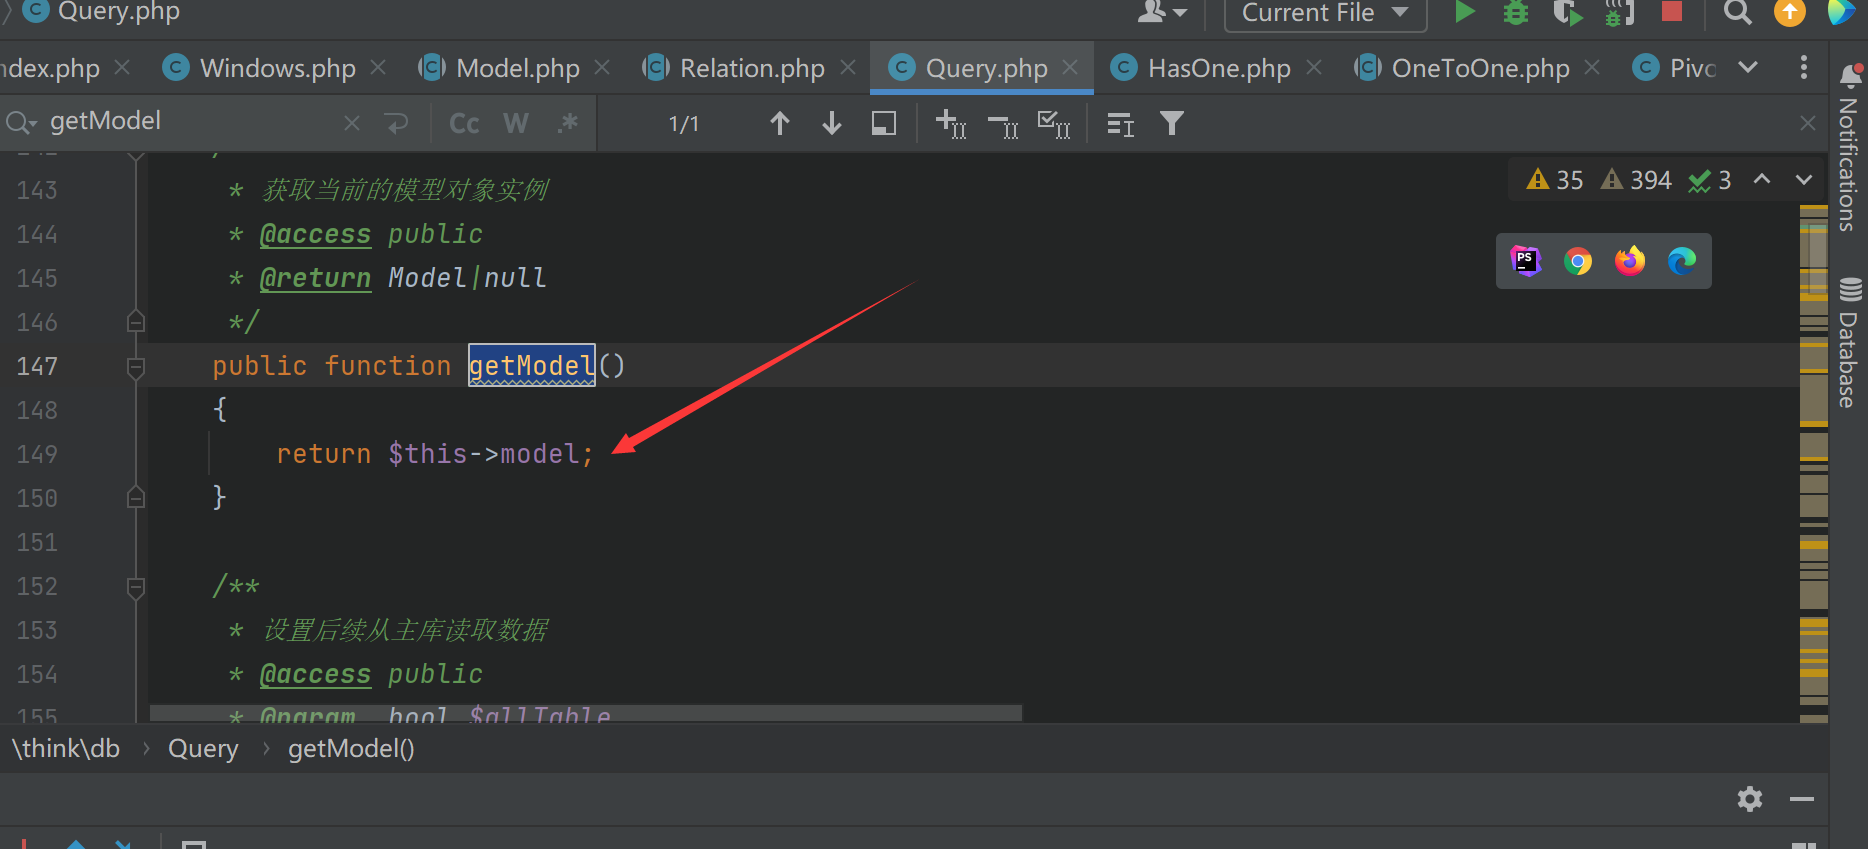 Query.php
Current File
ndex.php
Windows.php
Model.php
Relation.php
Query.php
HasOne.php
OneToOne.php
Pivo
getModel
Cc
W
.*
1/1
35
394
3
143 * 获取当前的模型对象实例
144 * @access public
145 * @return Model|null
146 */
147 public function getModel()
148 {
149 return $this->model;
150 }
151
152 /**
153 * 设置后续从主库读取数据
154 * @access public
155 * @param bool $allTable
PS
Notifications
Database
\think\db
Query
getModel()